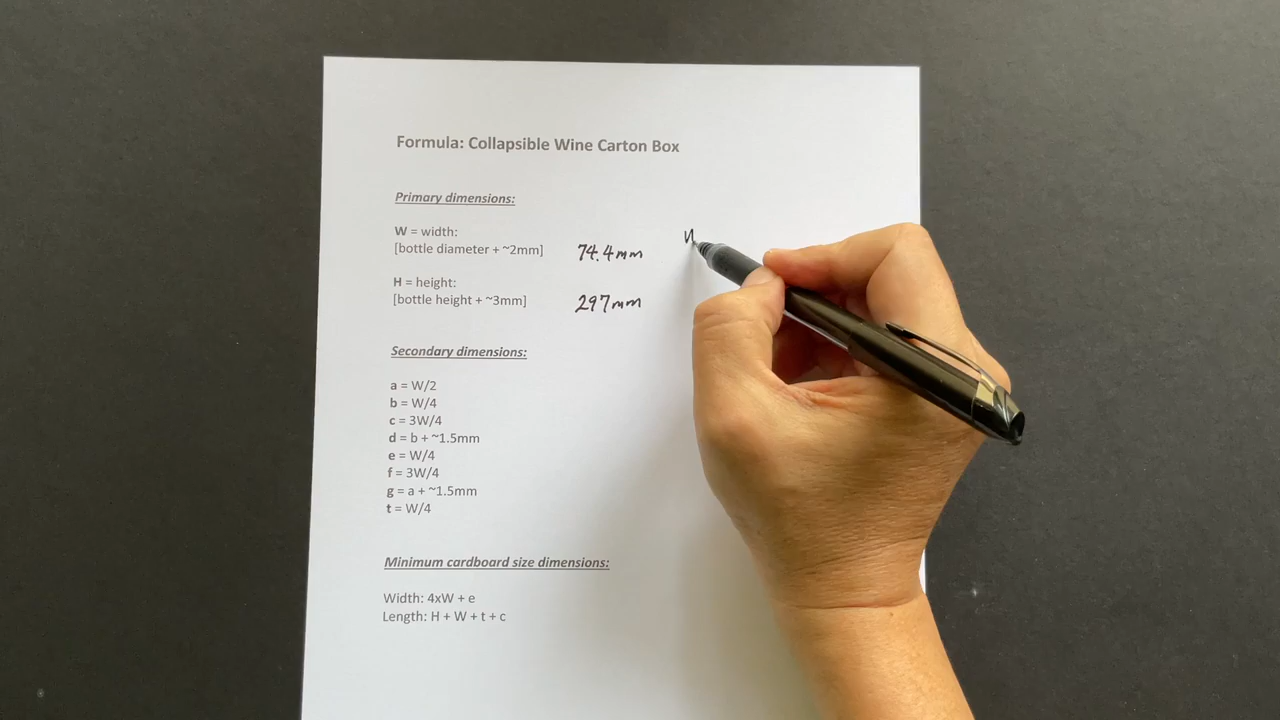 Formula: Collapsible Wine Carton Box
Primary dimensions:
W = width:
[bottle diameter + ~2mm] 74.4mm
H = height:
[bottle height + ~3mm] 297mm
Secondary dimensions:
a = W/2
b = W/4
c = 3W/4
d = b + ~1.5mm
e = W/4
f = 3W/4
g = a + ~1.5mm
t = W/4
Minimum cardboard size dimensions:
Width: 4xW + e
Length: H + W + t + c